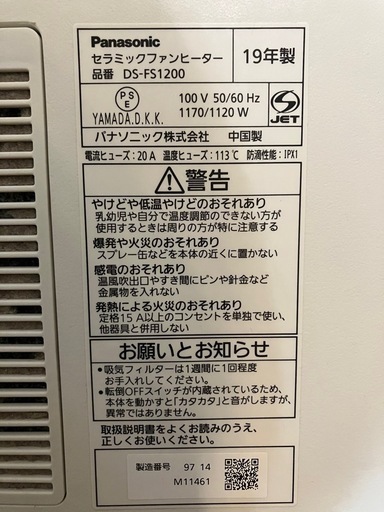 Panasonic
セラミックファンヒーター
品番 DS-FS1200
19年製
PS
E
YAMADA.D.K.K.
100 V 50/60 Hz
1170/1120 W
S
JET
パナソニック株式会社 中国製
電流ヒューズ：20 A 温度ヒューズ：113℃ 防滴性能：IPX1
警告
やけどや低温やけどのおそれあり
乳幼児や自分で温度調節のできない方が
使用するときは周りの方が特に注意する
爆発や火災のおそれあり
スプレー缶などを本体の近くに置かない
感電のおそれあり
温風吹出口やすき間にピンや針金など
金属物を入れない
発熱による火災のおそれあり
定格15 A以上のコンセントを単独で使い、
他器具と併用しない
お願いとお知らせ
●吸気フィルターは1週間に1回程度
お手入れしてください。
●転倒OFFスイッチが内蔵されているため、
本体を動かすと「カタカタ」と音がしますが、
異常ではありません。
取扱説明書をよくお読みのうえ、
正しくお使いください。
製造番号 97 14
M11461